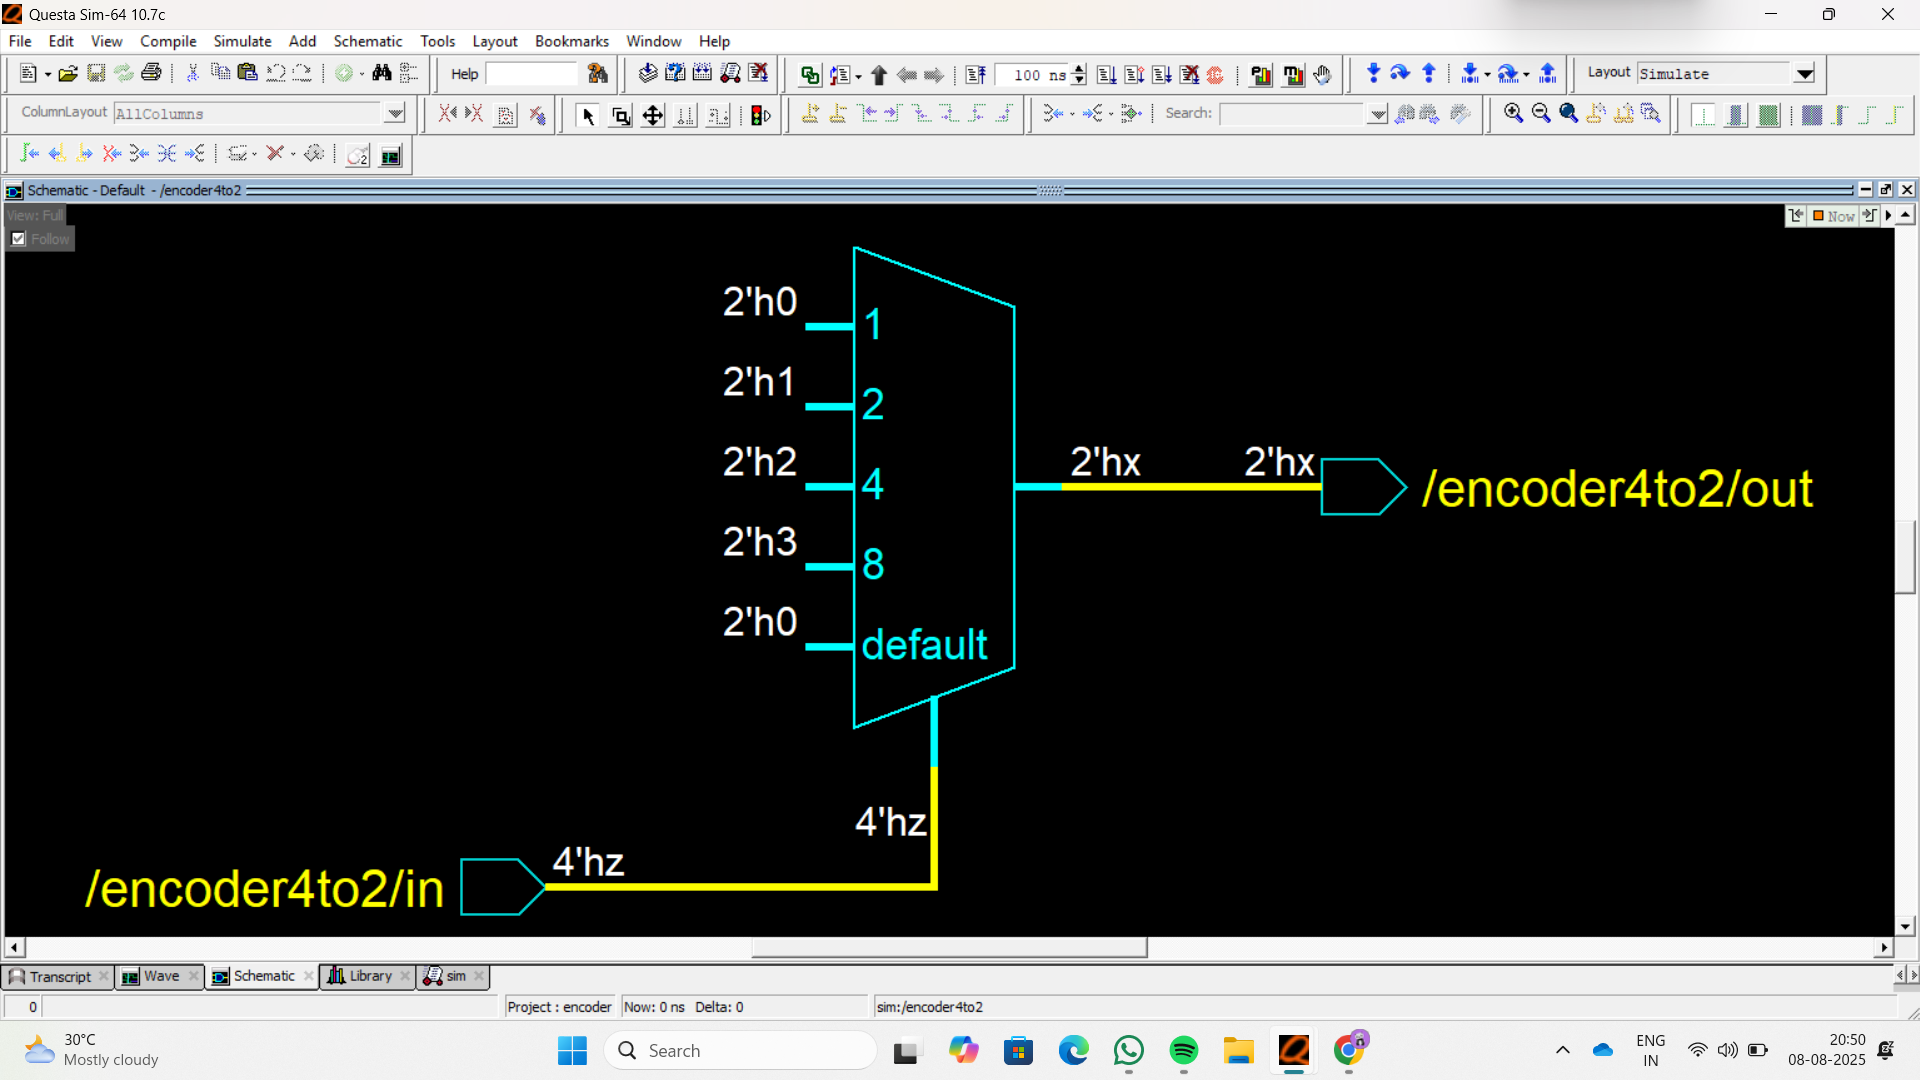 Questa Sim-64 10.7c
File Edit View Compile Simulate Add Schematic Tools Layout Bookmarks Window Help
Help
100 ns
Layout Simulate
ColumnLayout AllColumns
Search:
Schematic - Default - /encoder4to2
View: Full
Follow
Now
2'h0
1
2'h1
2
2'h2
4
2'h3
8
2'h0
default
2'hx 2'hx
/encoder4to2/out
4'hz
4'hz
/encoder4to2/in
Transcript Wave Schematic Library sim
0 Project : encoder Now: 0 ns Delta: 0 sim:/encoder4to2
30°C
Mostly cloudy
Search
ENG
IN
20:50
08-08-2025